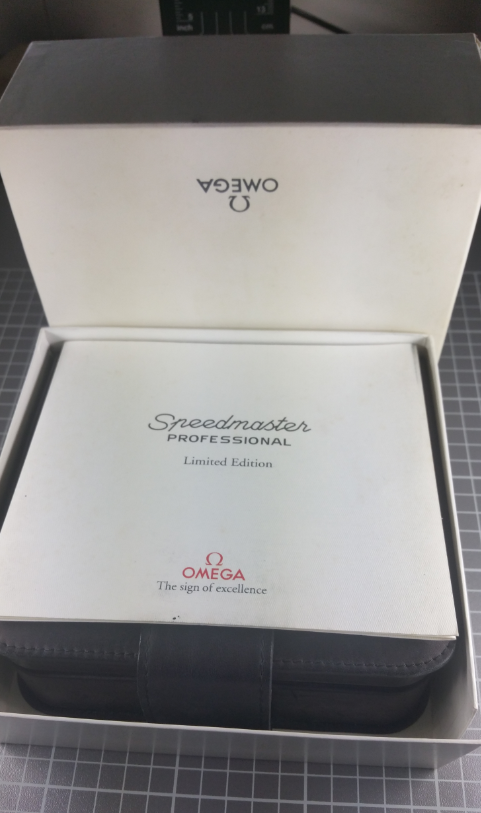 Ω
OMEGA
Speedmaster
PROFESSIONAL
Limited Edition
Ω
OMEGA
The sign of excellence